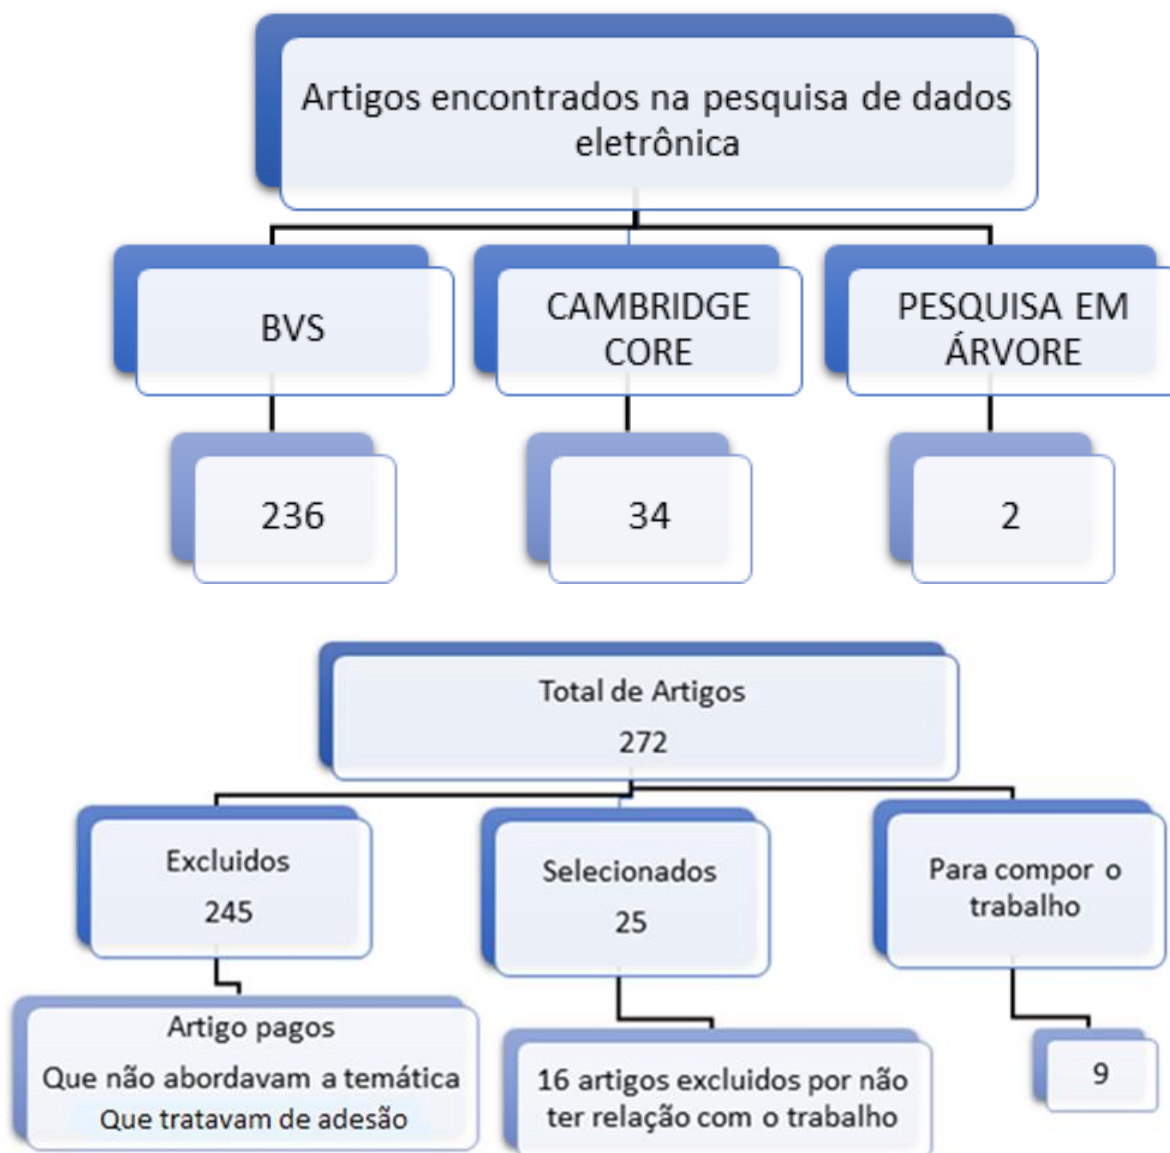 Artigos encontrados na pesquisa de dados
eletrônica
BVS
CAMBRIDGE
CORE
PESQUISA EM
ÁRVORE
236
34
2
Total de Artigos
272
Excluidos
245
Selecionados
25
Para compor o
trabalho
Artigo pagos
Que não abordavam a temática
Que tratavam de adesão
16 artigos excluidos por não
ter relação com o trabalho
9